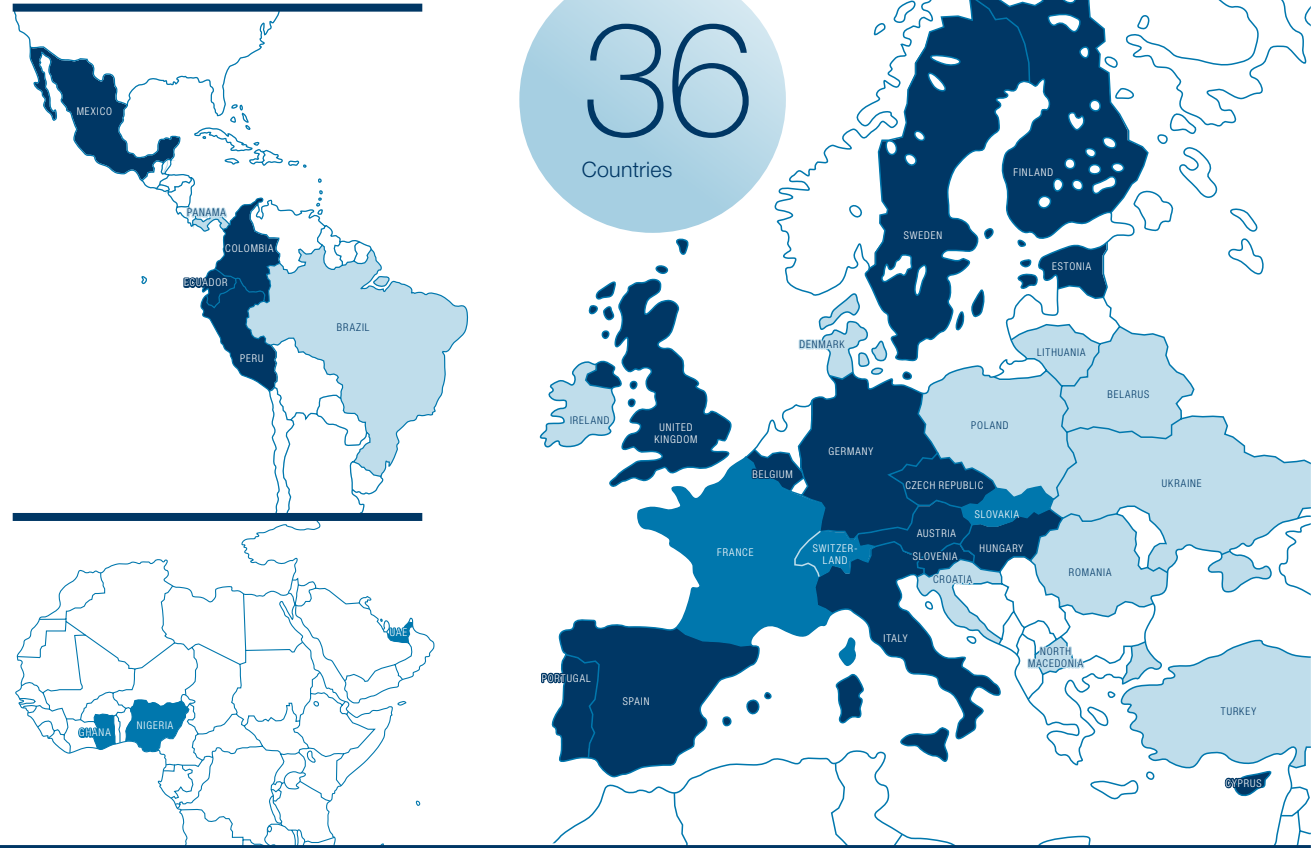 36
Countries
MEXICO
PANAMA
COLOMBIA
ECUADOR
BRAZIL
PERU
UAE
GHANA
NIGERIA
FINLAND
SWEDEN
ESTONIA
DENMARK
LITHUANIA
BELARUS
IRELAND
UNITED
KINGDOM
POLAND
GERMANY
BELGIUM
CZECH REPUBLIC
UKRAINE
SLOVAKIA
AUSTRIA
FRANCE
SWITZER-
LAND
SLOVENIA
HUNGARY
CROATIA
ROMANIA
ITALY
NORTH
MACEDONIA
PORTUGAL
SPAIN
TURKEY
CYPRUS